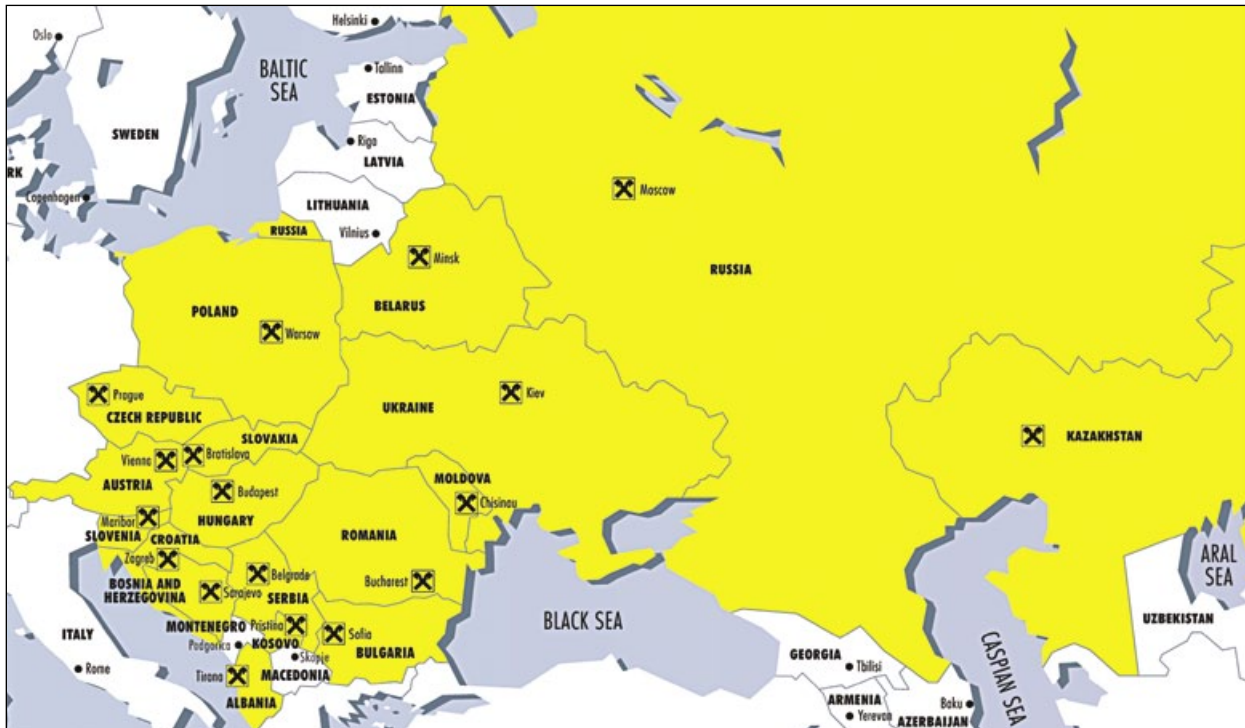 Helsinki
Oslo
BALTIC
SEA
Tallinn
ESTONIA
SWEDEN
Riga
LATVIA
RK
Moscow
Copenhagen
LITHUANIA
RUSSIA
Vilnius
Minsk
RUSSIA
BELARUS
POLAND
Warsaw
Prague
Kiev
UKRAINE
CZECH REPUBLIC
SLOVAKIA
KAZAKHSTAN
Vienna
Bratislava
MOLDOVA
AUSTRIA
Budapest
Chisinau
Maribor
HUNGARY
SLOVENIA
CROATIA
ROMANIA
Zagreb
ARAL
SEA
Belgrade
Bucharest
BOSNIA AND
HERZEGOVINA
Sarajevo
SERBIA
BLACK SEA
UZBEKISTAN
MONTENEGRO
Pristina
Sofia
ITALY
Podgorica
KOSOVO
BULGARIA
CASPIAN SEA
GEORGIA
Skopje
Rome
Tbilisi
Tirana
MACEDONIA
ARMENIA
Baku
ALBANIA
Yerevan
AZERBAIJAN